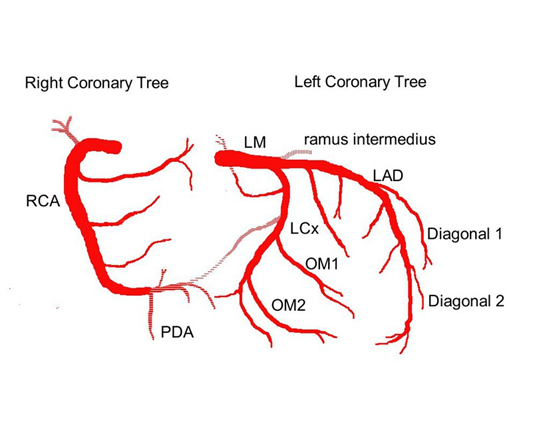 Right Coronary Tree
Left Coronary Tree
LM
ramus intermedius
LAD
RCA
LCx
Diagonal 1
OM1
Diagonal 2
OM2
PDA